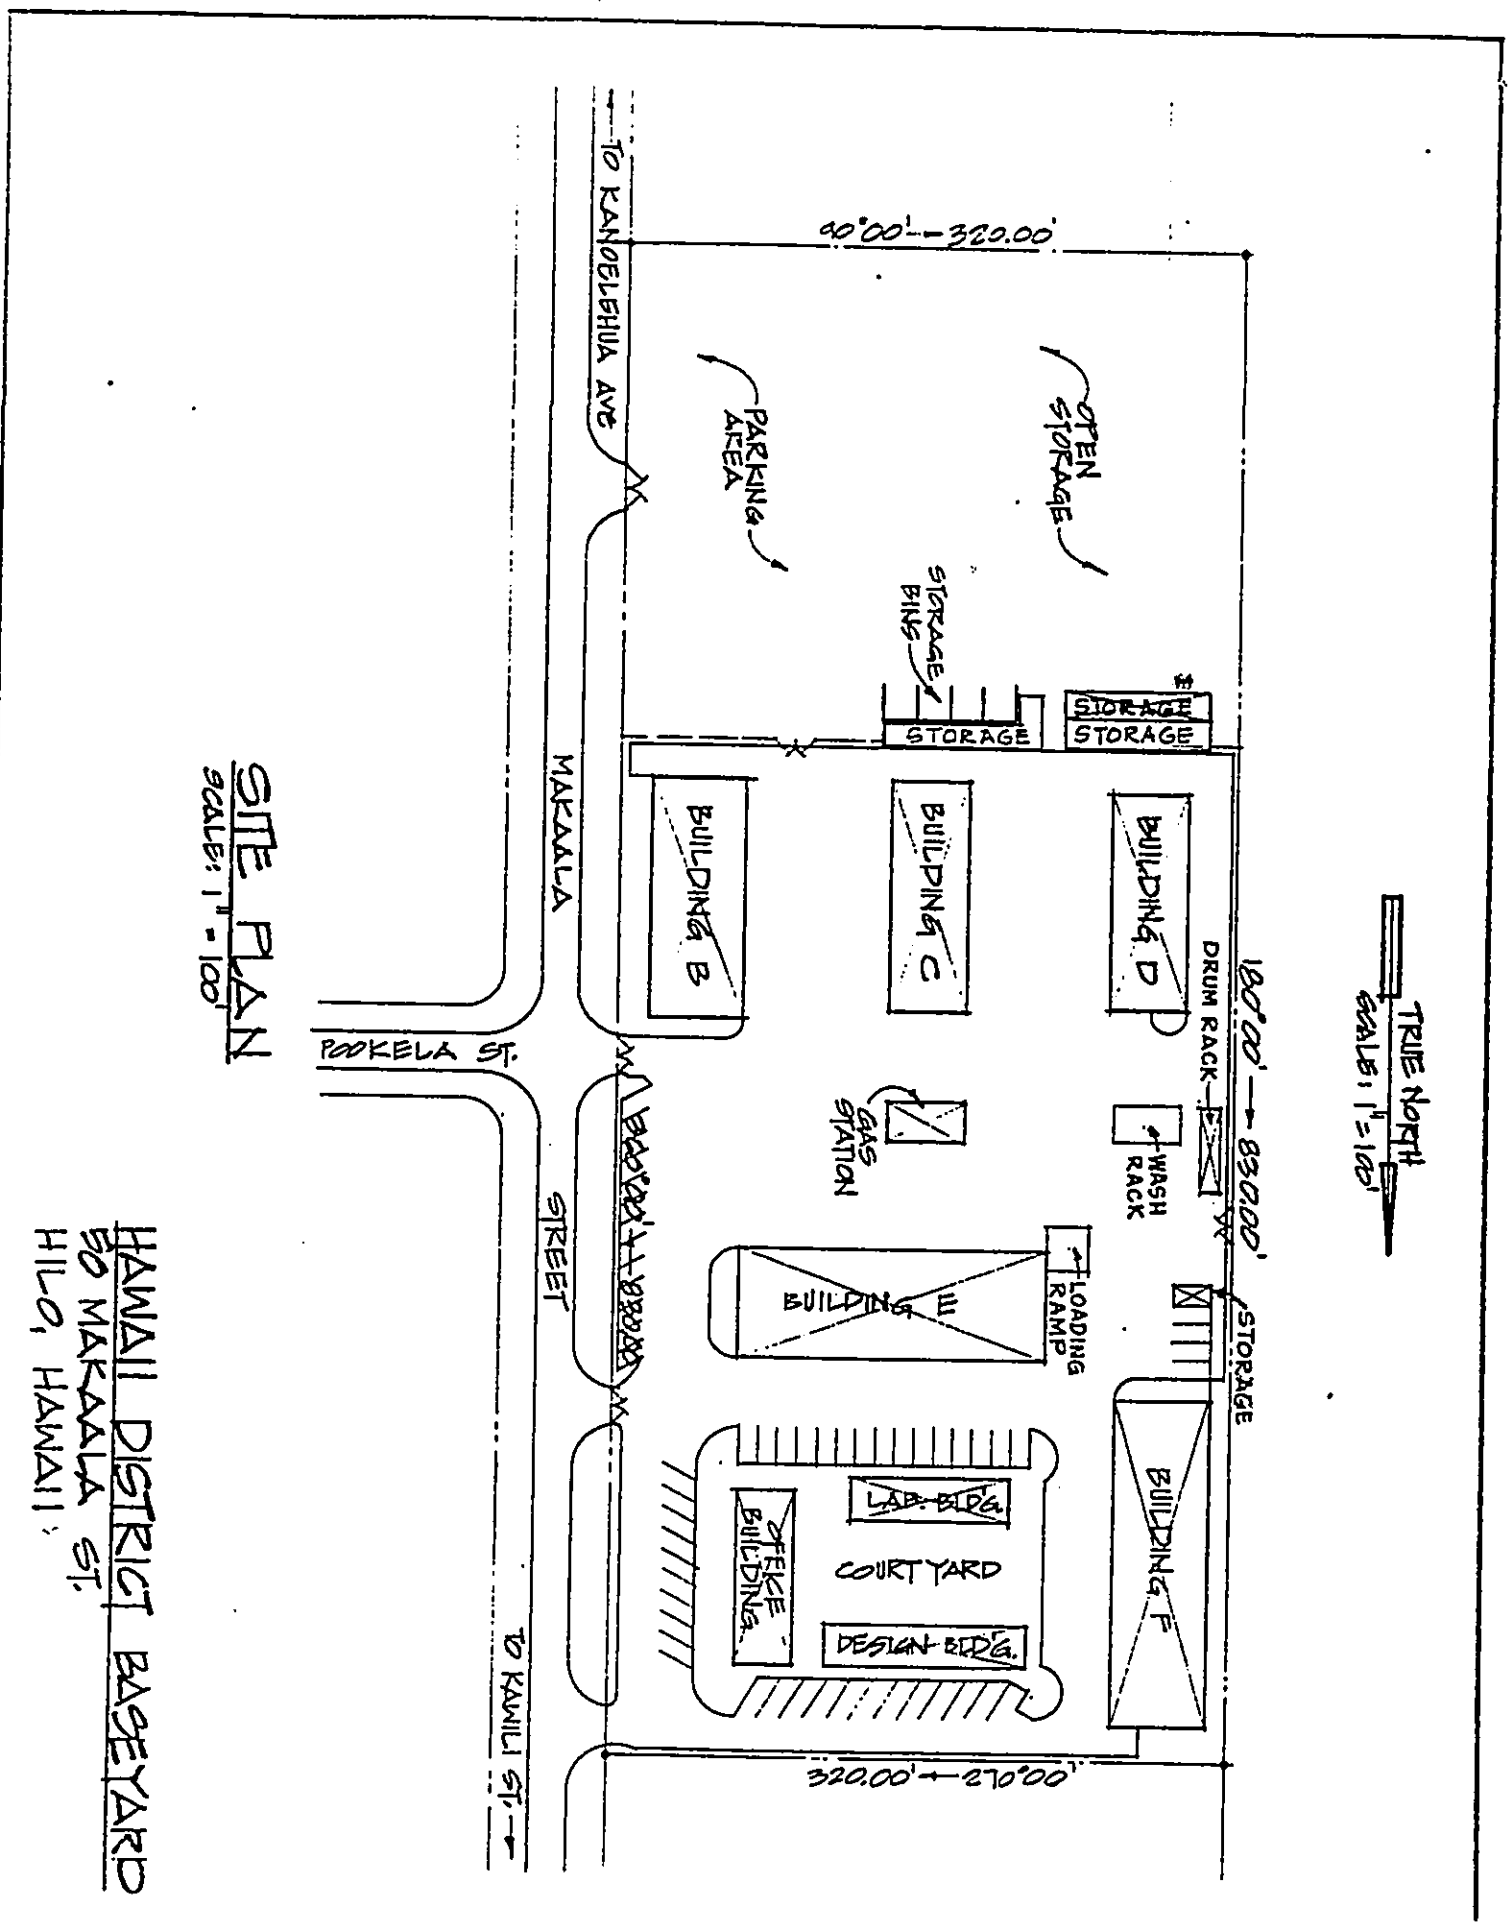 TRUE NORTH
SCALE: 1" = 100'
90°00' 320.00'
OPEN
STORAGE
PARKING
AREA
STORAGE
BINS
STORAGE
STORAGE
STORAGE
180°00' 830.00'
BUILDING D
BUILDING C
BUILDING B
DRUM RACK
WASH
RACK
GAS
STATION
STORAGE
LOADING
RAMP
BUILDING E
BUILDING F
LAB. BLDG.
COURTYARD
OFFICE
BUILDING
DESIGN BLD'G.
320.00' 270°00'
TO KANOELEHUA AVE
MAKAALA
STREET
POOKELA ST.
TO KAWILI ST.
SITE PLAN
SCALE: 1" = 100'
HAWAII DISTRICT BASEYARD
50 MAKAALA ST.
HILO, HAWAII